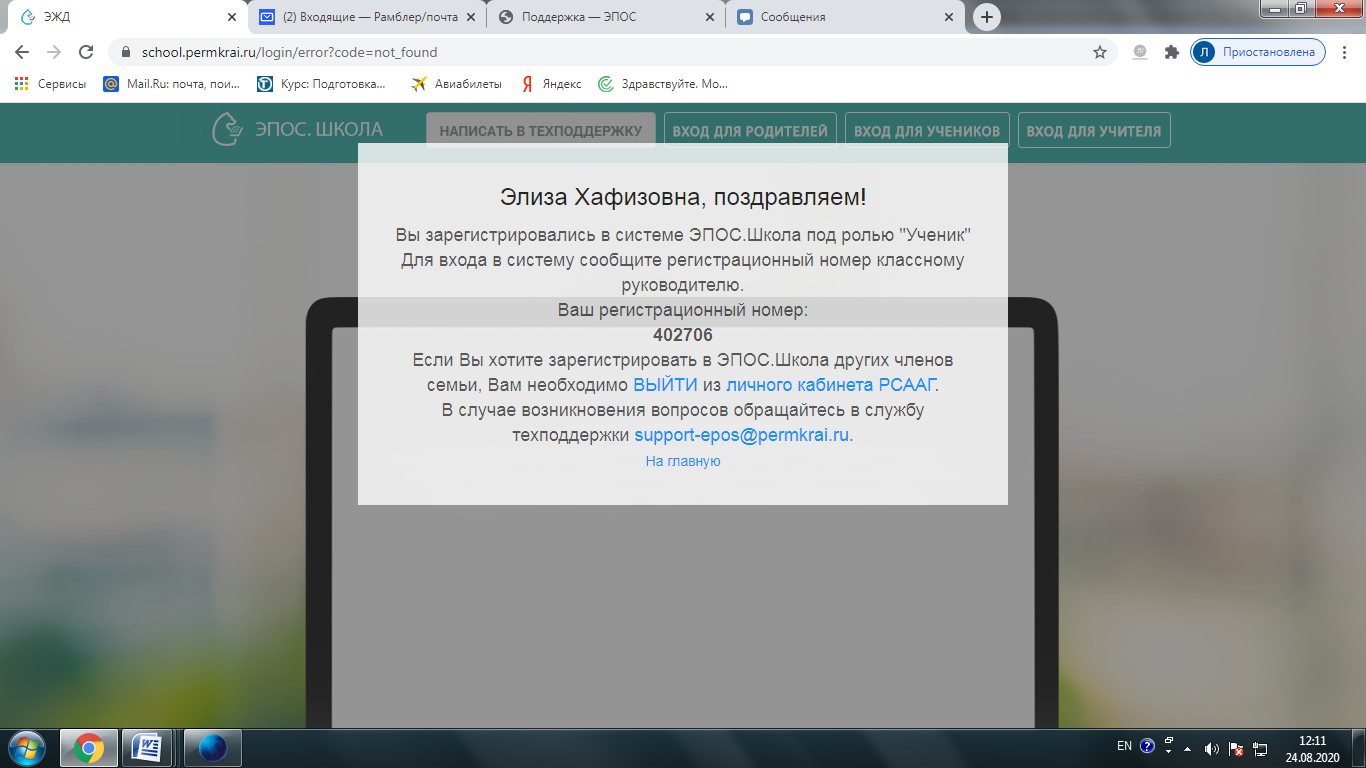 ЭЖД
(2) Входящие — Рамблер/почта
Поддержка — ЭПОС
Сообщения
school.permkrai.ru/login/error?code=not_found
Л Приостановлена
Сервисы
Mail.Ru: почта, пои...
Курс: Подготовка...
Авиабилеты
Яндекс
Здравствуйте. Мо...
ЭПОС. ШКОЛА
НАПИСАТЬ В ТЕХПОДДЕРЖКУ
ВХОД ДЛЯ РОДИТЕЛЕЙ
ВХОД ДЛЯ УЧЕНИКОВ
ВХОД ДЛЯ УЧИТЕЛЯ
Элиза Хафизовна, поздравляем!
Вы зарегистрировались в системе ЭПОС.Школа под ролью "Ученик"
Для входа в систему сообщите регистрационный номер классному
руководителю.
Ваш регистрационный номер:
402706
Если Вы хотите зарегистрировать в ЭПОС.Школа других членов
семьи, Вам необходимо ВЫЙТИ из личного кабинета РСААГ.
В случае возникновения вопросов обращайтесь в службу
техподдержки support-epos@permkrai.ru.
На главную
EN
12:11
24.08.2020